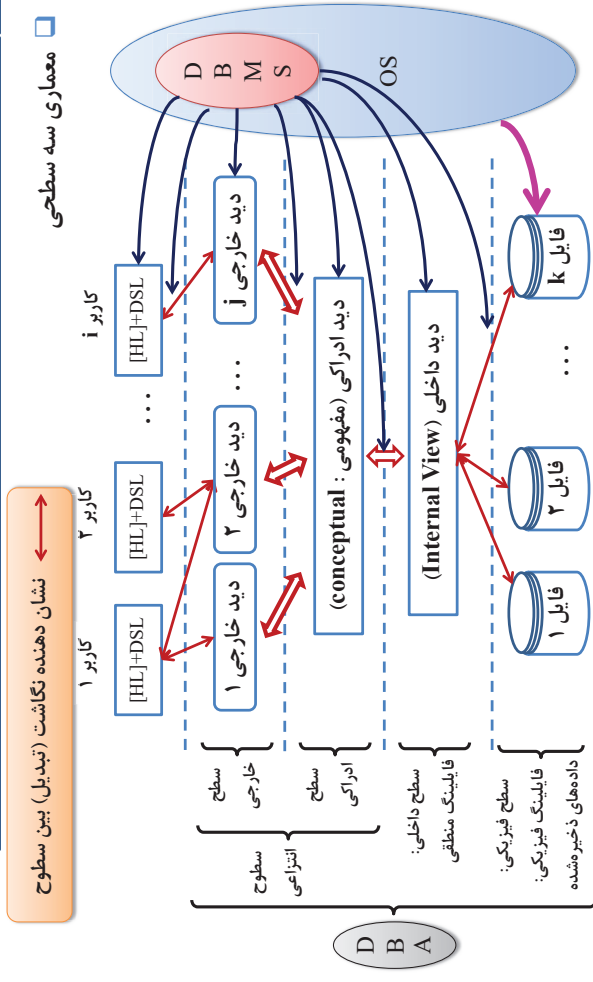 معماری سه سطحی
نشان دهنده نگاشت (تبدیل) بین سطوح
کاربر ۱
کاربر ۲
کاربر i
[HL]+DSL
[HL]+DSL
...
[HL]+DSL
دید خارجی ۱
دید خارجی ۲
...
دید خارجی j
دید ادراکی (مفهومی : conceptual)
دید داخلی (Internal View)
فایل ۱
فایل ۲
...
فایل k
سطح
خارجی
سطح
ادراکی
سطوح
انتزاعی
سطح داخلی:
فایلینگ منطقی
سطح فیزیکی:
فایلینگ فیزیکی:
داده‌های ذخیره‌شده
D
B
A
D
B
M
S
OS